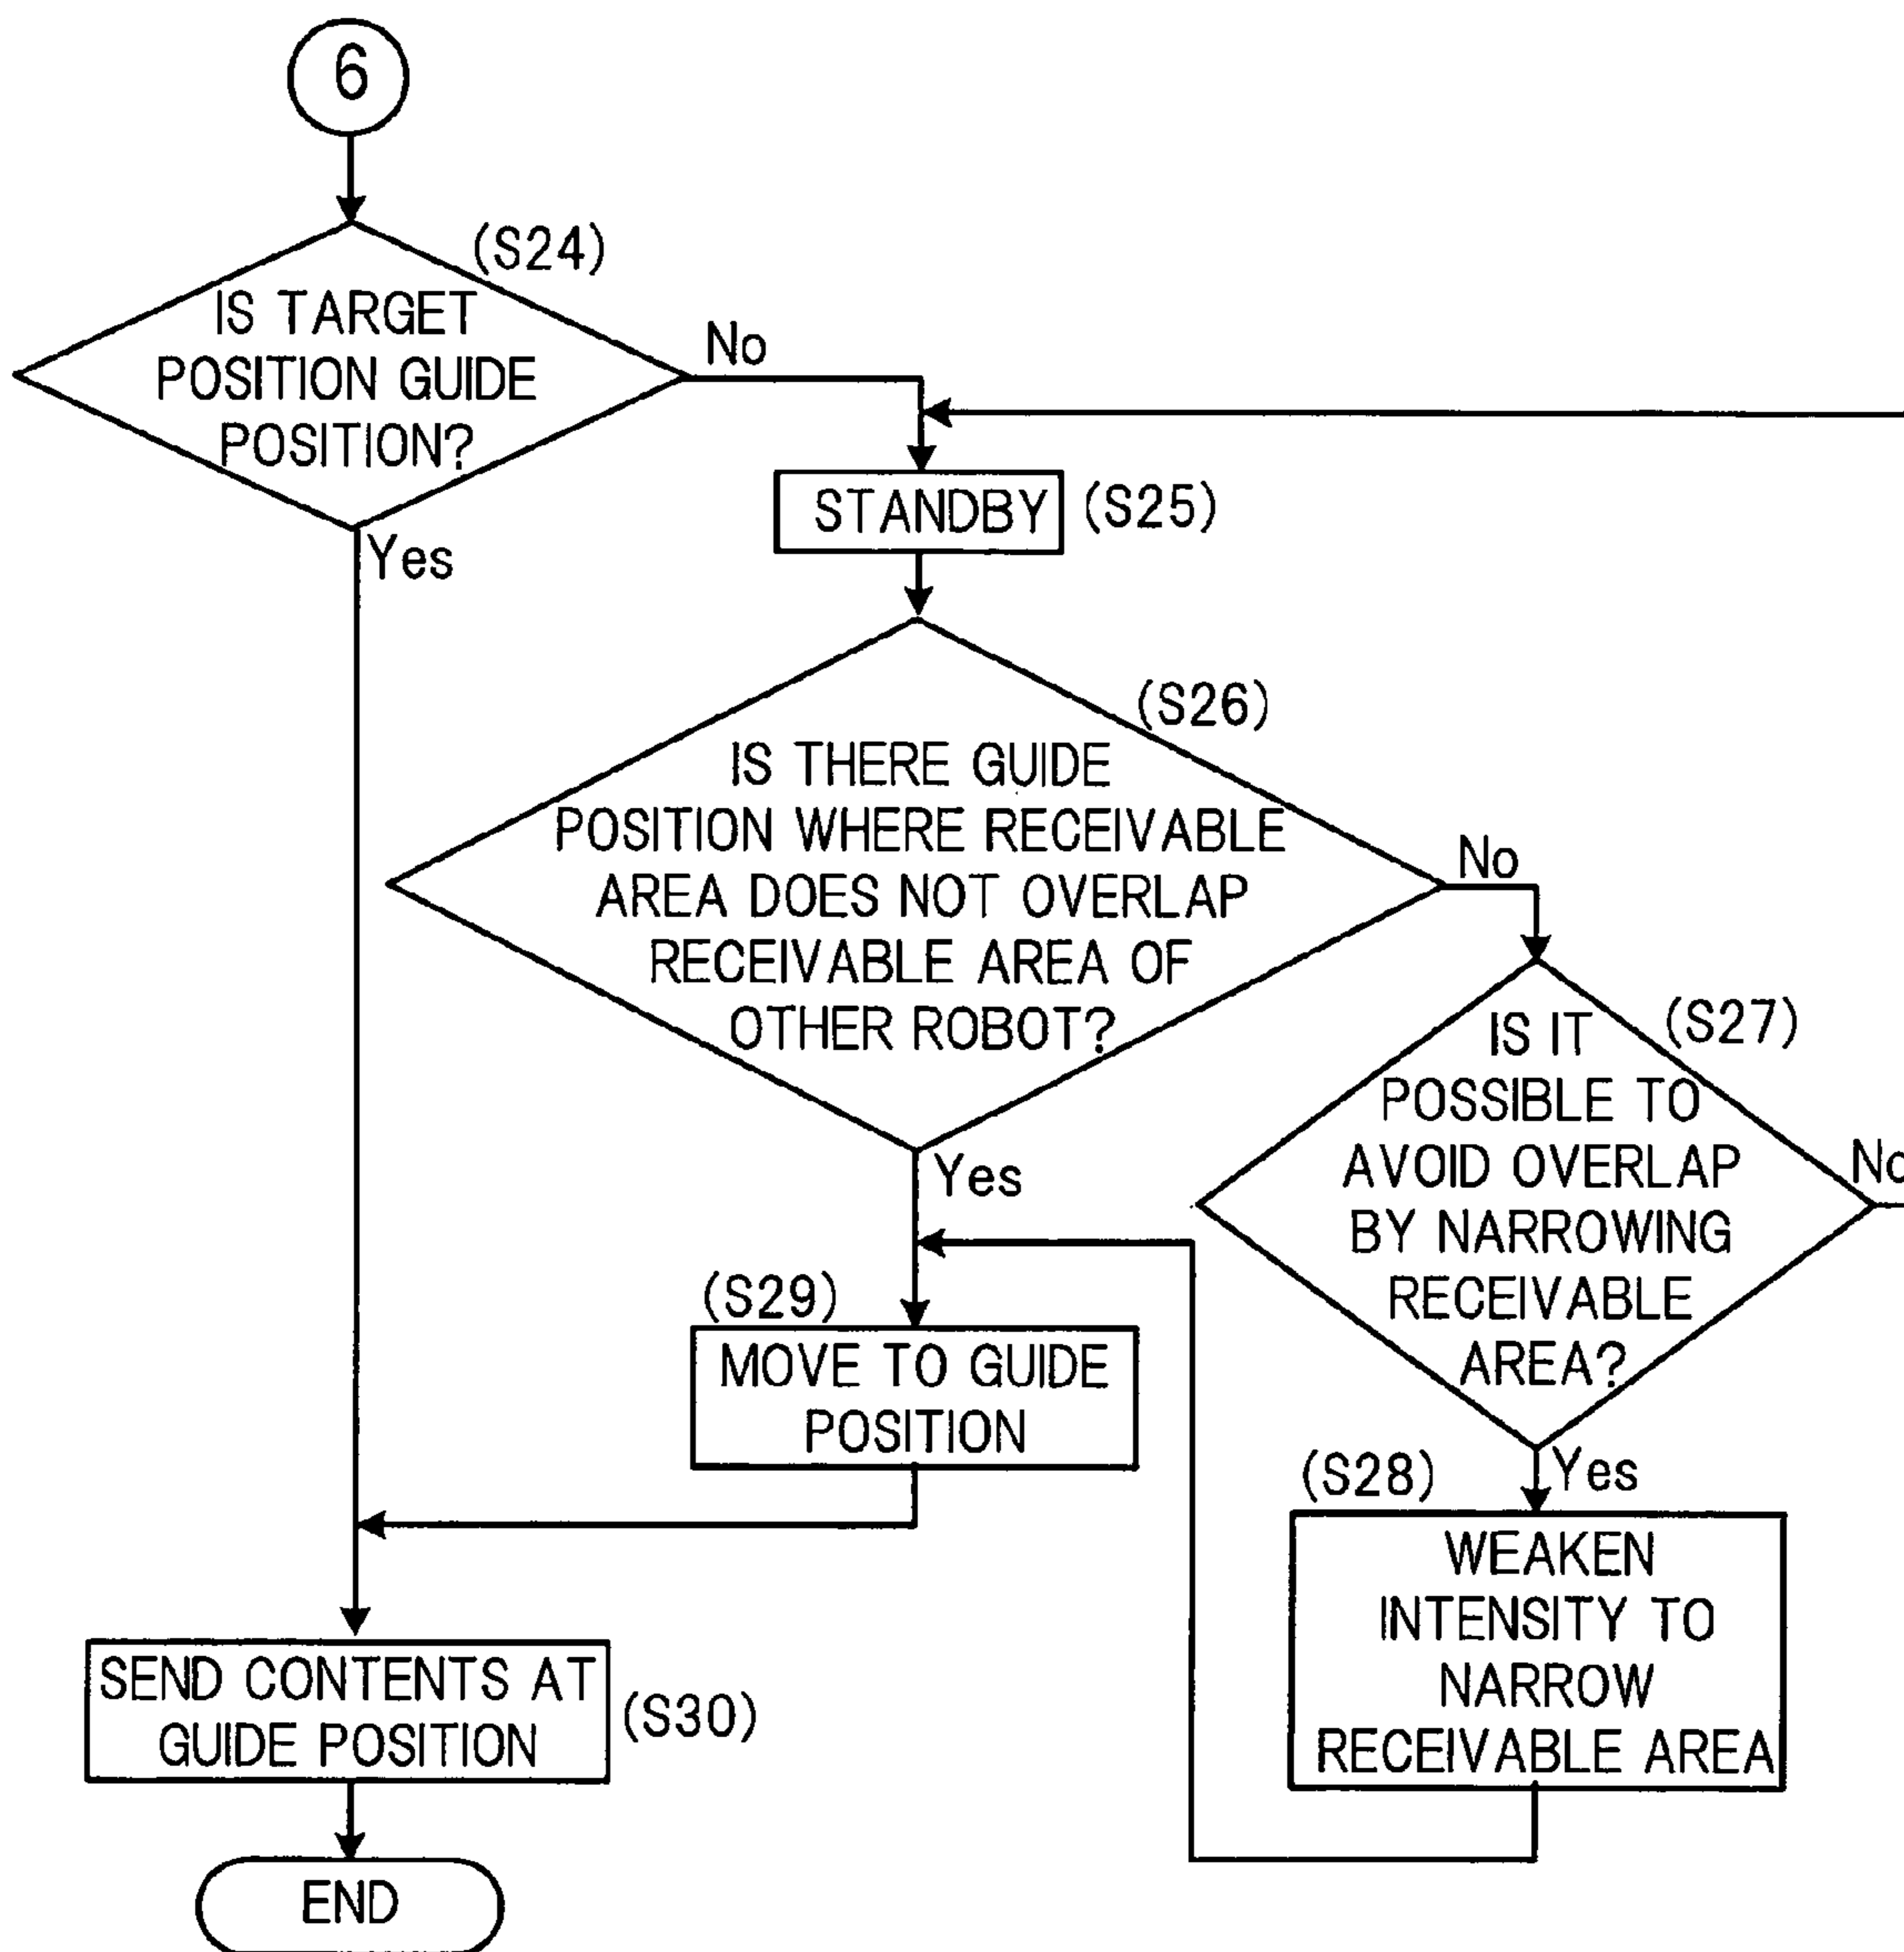 6
(S24)
IS TARGET
POSITION GUIDE
POSITION?
No
Yes
STANDBY
(S25)
(S26)
IS THERE GUIDE
POSITION WHERE RECEIVABLE
AREA DOES NOT OVERLAP
RECEIVABLE AREA OF
OTHER ROBOT?
No
Yes
(S27)
IS IT
POSSIBLE TO
AVOID OVERLAP
BY NARROWING
RECEIVABLE
AREA?
No
Yes
(S29)
MOVE TO GUIDE
POSITION
(S28)
WEAKEN
INTENSITY TO
NARROW
RECEIVABLE AREA
SEND CONTENTS AT
GUIDE POSITION
(S30)
END